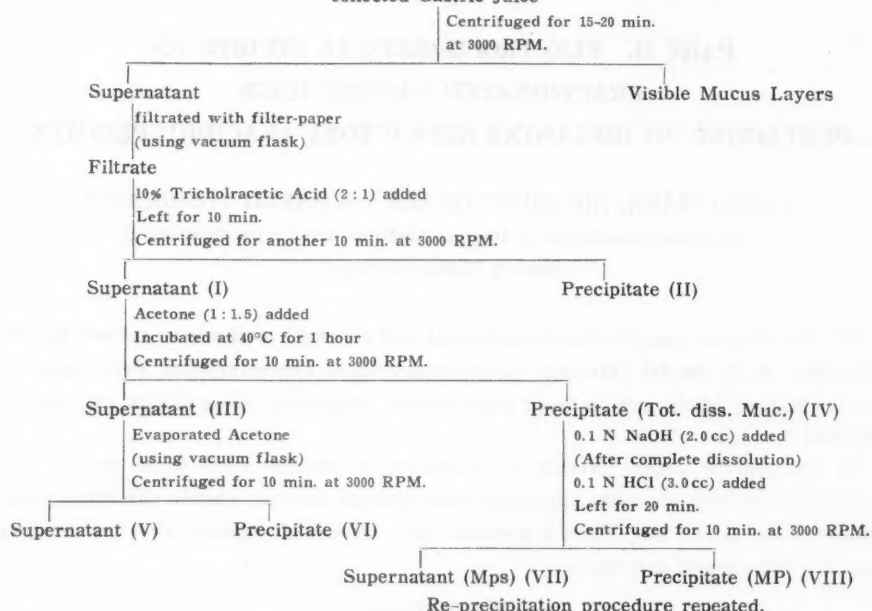 collected Gastric Juice
Centrifuged for 15-20 min.
at 3000 RPM.
Supernatant
Visible Mucus Layers
filtrated with filter-paper
(using vacuum flask)
Filtrate
10% Tricholracetic Acid (2 : 1) added
Left for 10 min.
Centrifuged for another 10 min. at 3000 RPM.
Supernatant (I)
Precipitate (II)
Acetone (1 : 1.5) added
Incubated at 40°C for 1 hour
Centrifuged for 10 min. at 3000 RPM.
Supernatant (III)
Precipitate (Tot. diss. Muc.) (IV)
Evaporated Acetone
(using vacuum flask)
Centrifuged for 10 min. at 3000 RPM.
0.1 N NaOH (2.0 cc) added
(After complete dissolution)
0.1 N HCl (3.0 cc) added
Left for 20 min.
Centrifuged for 10 min. at 3000 RPM.
Supernatant (V)
Precipitate (VI)
Supernatant (Mps) (VII)
Precipitate (MP) (VIII)
Re-precipitation procedure repeated.